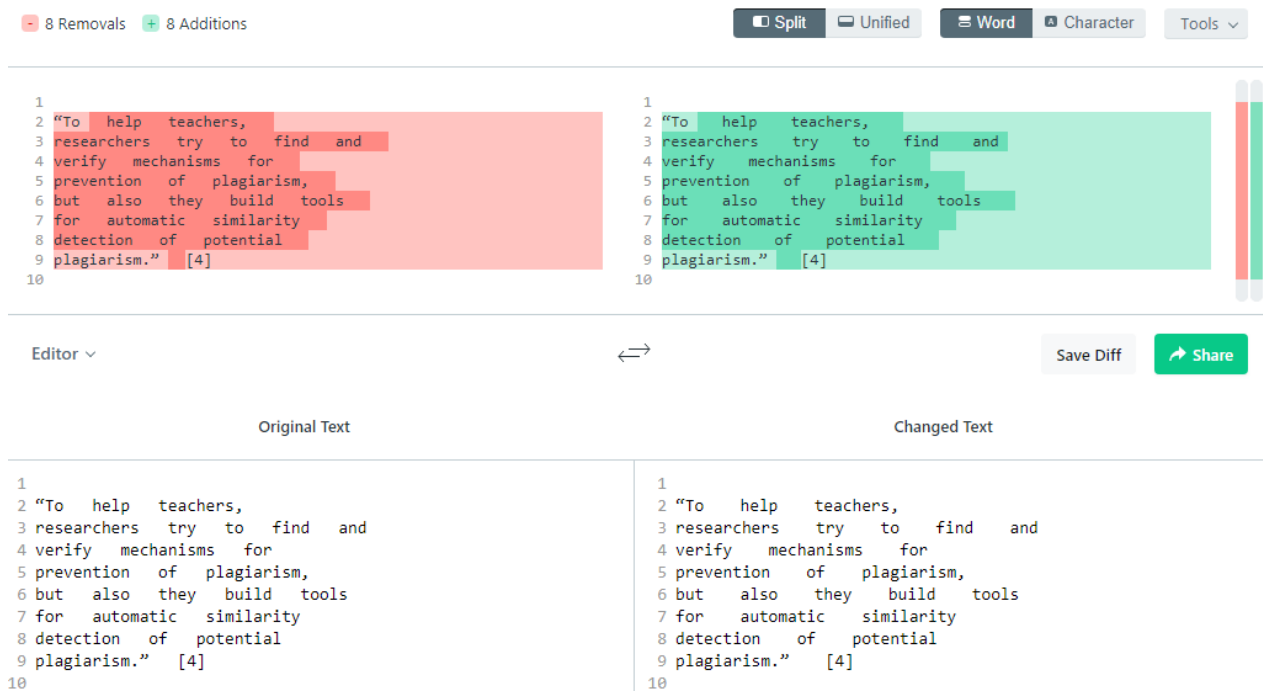 - 8 Removals + 8 Additions Split Unified Word A Character Tools
1 1
2 “To help teachers, 2 “To help teachers,
3 researchers try to find and 3 researchers try to find and
4 verify mechanisms for 4 verify mechanisms for
5 prevention of plagiarism, 5 prevention of plagiarism,
6 but also they build tools 6 but also they build tools
7 for automatic similarity 7 for automatic similarity
8 detection of potential 8 detection of potential
9 plagiarism.” [4] 9 plagiarism.” [4]
10 10
Editor Save Diff Share
Original Text Changed Text
1 1
2 “To help teachers, 2 “To help teachers,
3 researchers try to find and 3 researchers try to find and
4 verify mechanisms for 4 verify mechanisms for
5 prevention of plagiarism, 5 prevention of plagiarism,
6 but also they build tools 6 but also they build tools
7 for automatic similarity 7 for automatic similarity
8 detection of potential 8 detection of potential
9 plagiarism.” [4] 9 plagiarism.” [4]
10 10